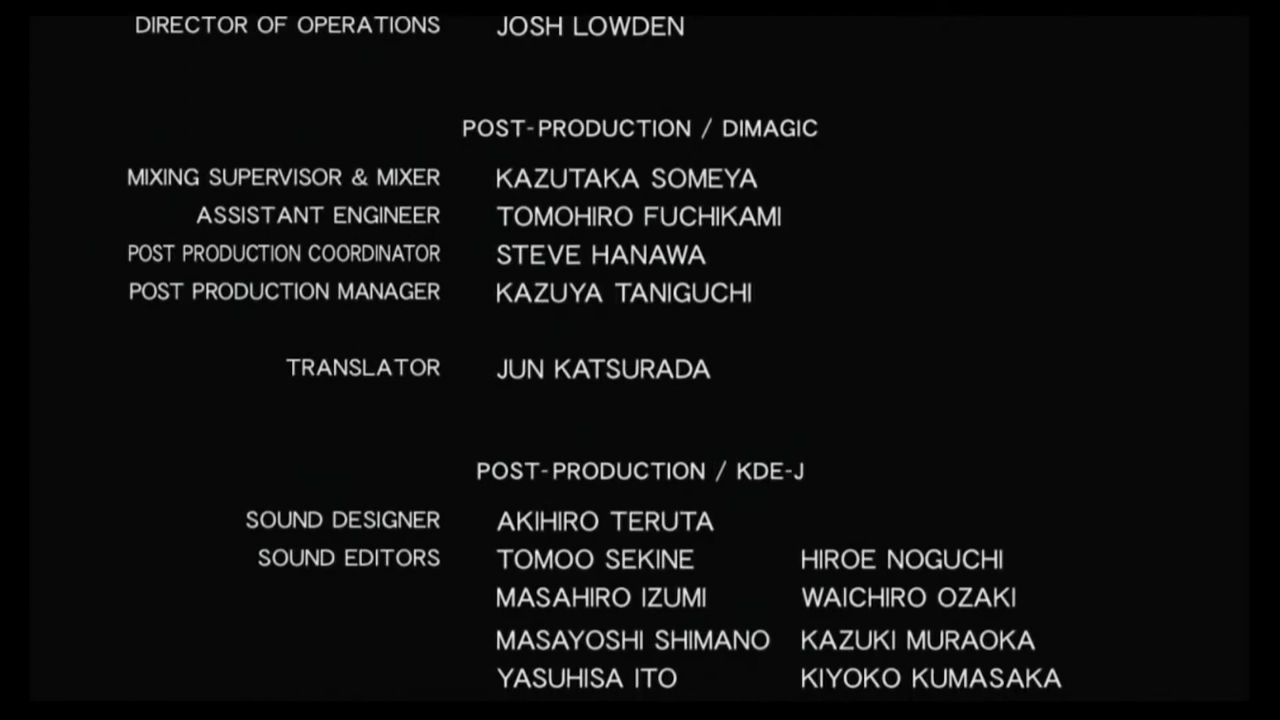 DIRECTOR OF OPERATIONS JOSH LOWDEN
POST-PRODUCTION / DIMAGIC
MIXING SUPERVISOR & MIXER KAZUTAKA SOMEYA
ASSISTANT ENGINEER TOMOHIRO FUCHIKAMI
POST PRODUCTION COORDINATOR STEVE HANAWA
POST PRODUCTION MANAGER KAZUYA TANIGUCHI
TRANSLATOR JUN KATSURADA
POST-PRODUCTION / KDE-J
SOUND DESIGNER AKIHIRO TERUTA
SOUND EDITORS TOMOO SEKINE HIROE NOGUCHI
MASAHIRO IZUMI WAICHIRO OZAKI
MASAYOSHI SHIMANO KAZUKI MURAOKA
YASUHISA ITO KIYOKO KUMASAKA